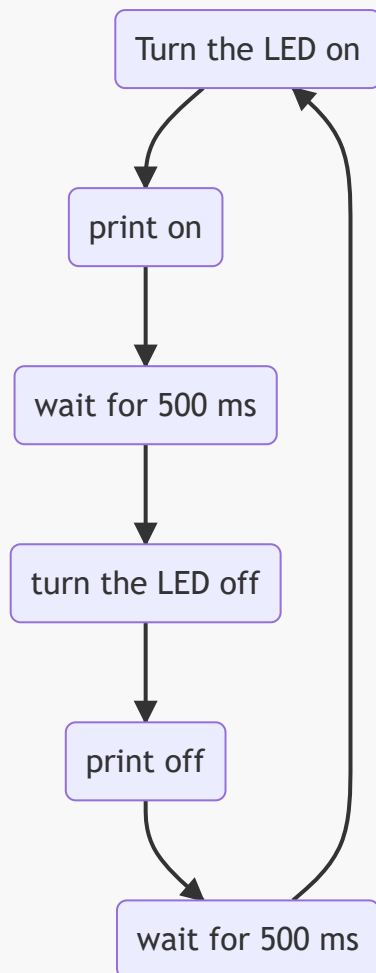 Turn the LED on
print on
wait for 500 ms
turn the LED off
print off
wait for 500 ms